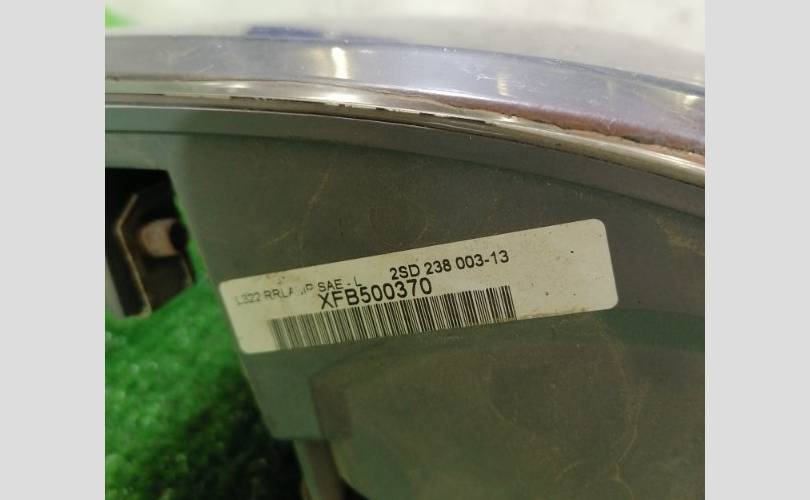 L322 RRLAMP SAE - L 2SD 238 003-13
XFB500370